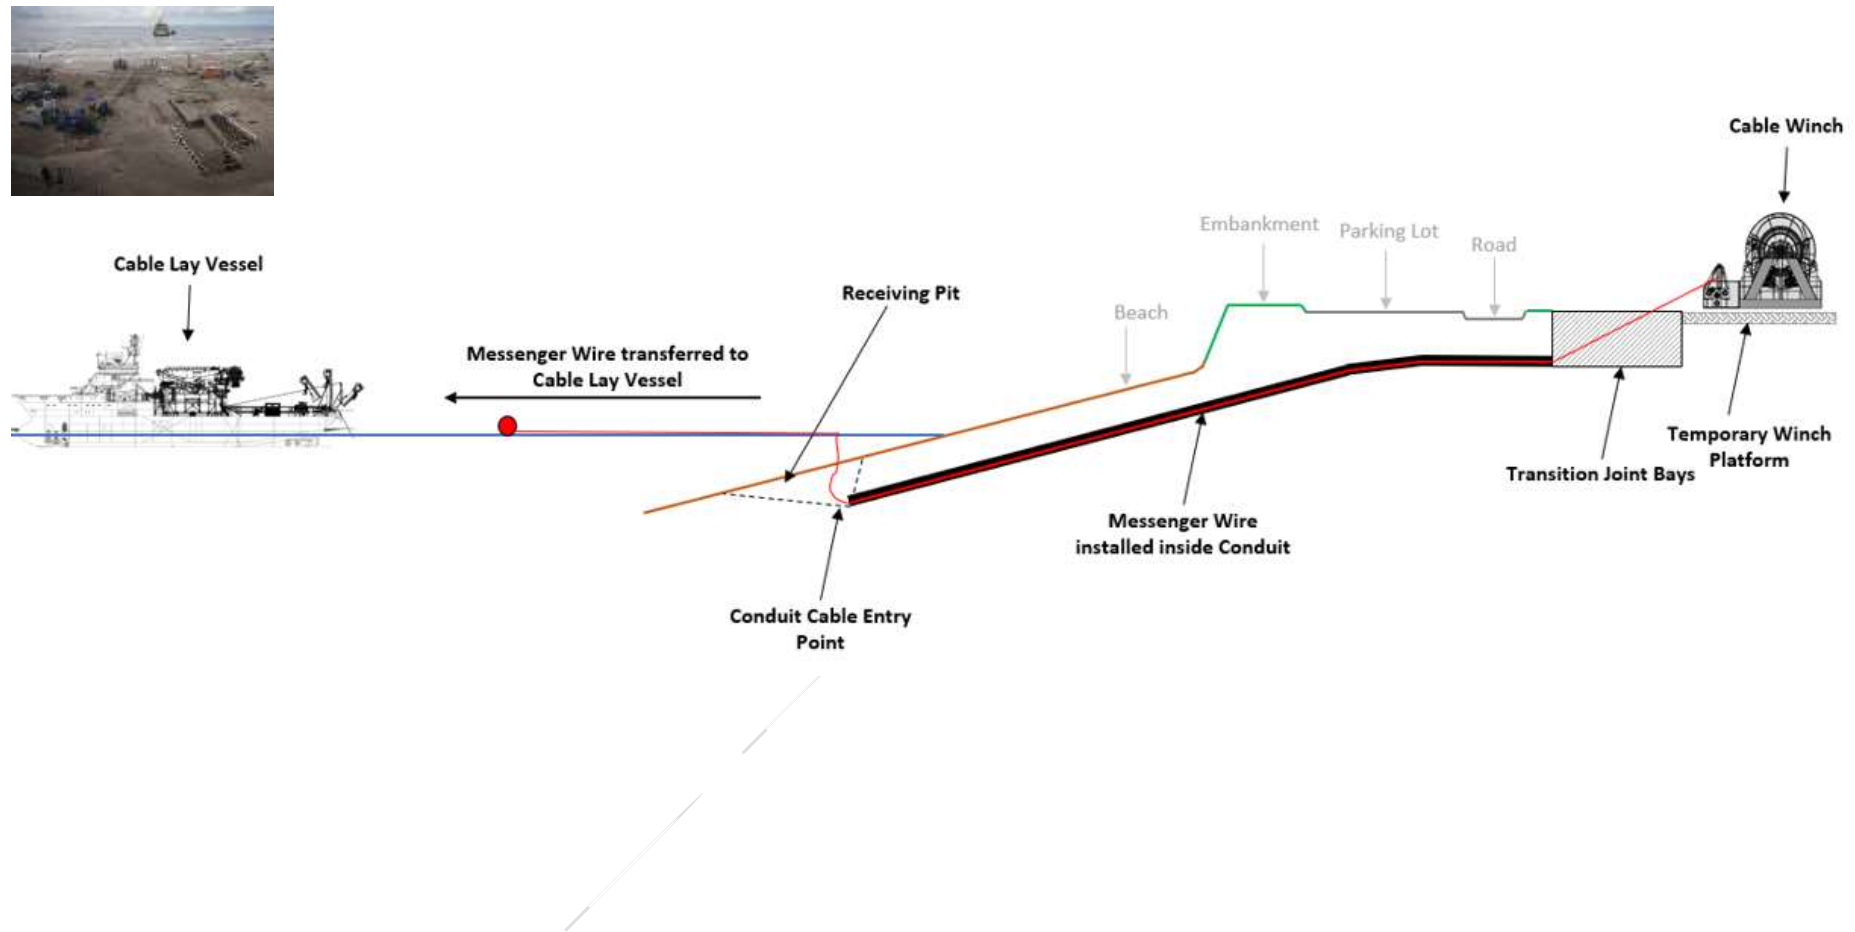 Cable Winch
Embankment
Parking Lot
Road
Cable Lay Vessel
Receiving Pit
Beach
Messenger Wire transferred to
Cable Lay Vessel
Temporary Winch
Platform
Transition Joint Bays
Messenger Wire
installed inside Conduit
Conduit Cable Entry
Point